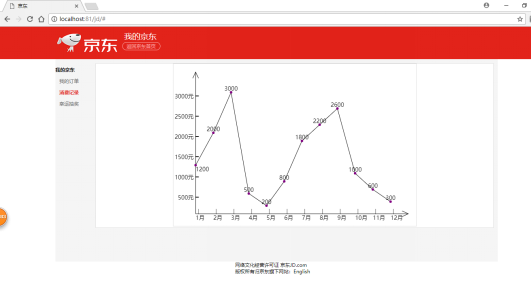 京东
localhost:81/jd/#
京东
我的京东
返回京东首页
我的京东
我的订单
消费记录
3000
3000元
2600
2500元
2200
2000元
2000
1800
1500元
1200
1000
1000元
800
600
500元
500
200
300
1月 2月 3月 4月 5月 6月 7月 8月 9月 10月 11月 12月
网络文化经营许可证 京东JD.com
版权所有归京东旗下网站：English